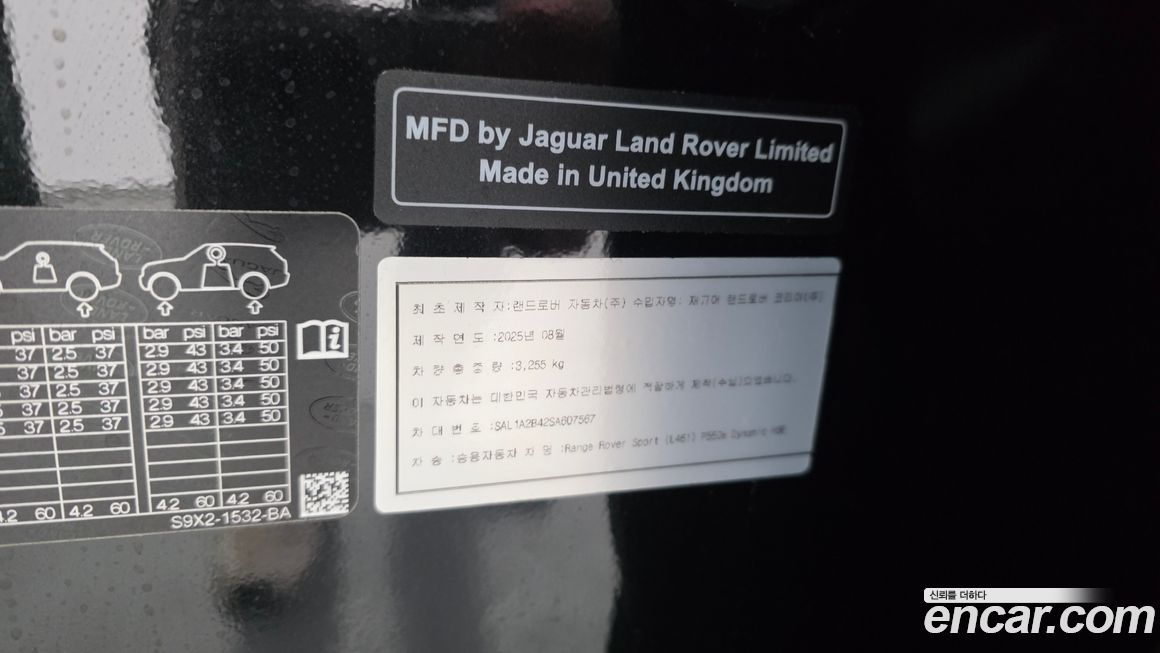 MFD by Jaguar Land Rover Limited
Made in United Kingdom
최초 제작자:랜드로버 자동차(주) 수입자명: 재규어 랜드로버 코리아(주)
제작연도 :2025년 08월
차량총중량 :3,255 kg
이 자동차는 대한민국 자동차관리법령에 적합하게 제작(수입)되었습니다.
차대번호 :SAL1A2B42SA607567
차종 :승용자동차 차명 :Range Rover Sport (L461) P550e Dynamic HSE
psi bar psi bar psi bar psi
37 2.5 37 2.9 43 3.4 50
37 2.5 37 2.9 43 3.4 50
37 2.5 37 2.9 43 3.4 50
37 2.5 37 2.9 43 3.4 50
37 2.5 37 2.9 43 3.4 50
4.2 60 4.2 60 4.2 60 4.2 60
S9X2-1532-BA
신뢰를 더하다
encar.com